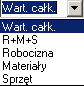 Wart. całk.
Wart. całk.
R+M+S
Robocizna
Materiały
Sprzęt